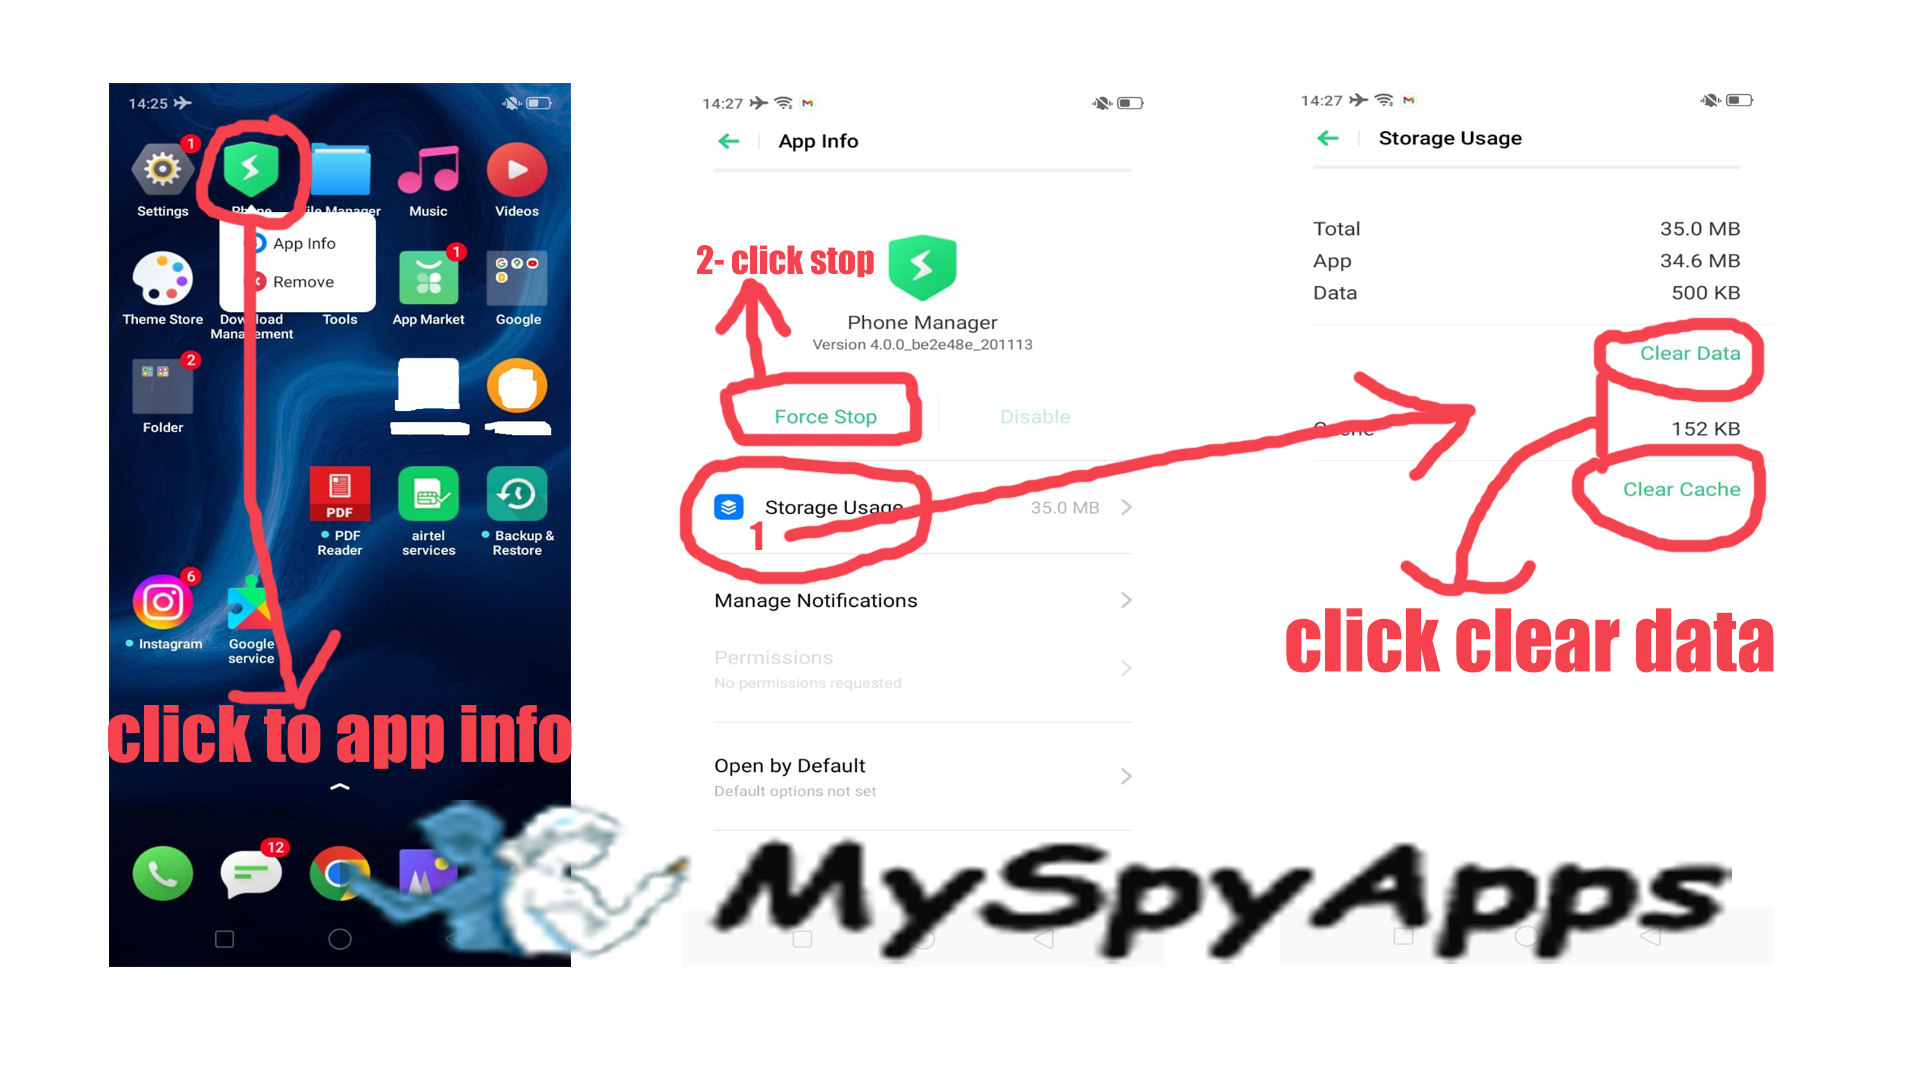 14:25
1
Settings
Phone
File Manager
Music
Videos
App Info
Remove
1
Theme Store
Download
Management
Tools
App Market
Google
2
Folder
PDF
PDF
Reader
airtel
services
Backup &
Restore
6
Instagram
Google
service
click to app info
12
14:27
App Info
2- click stop
Phone Manager
Version 4.0.0_be2e48e_201113
Force Stop
Disable
Storage Usage
35.0 MB
1
Manage Notifications
Permissions
No permissions requested
Open by Default
Default options not set
14:27
Storage Usage
Total 35.0 MB
App 34.6 MB
Data 500 KB
Clear Data
Cache 152 KB
Clear Cache
click clear data
MySpyApps